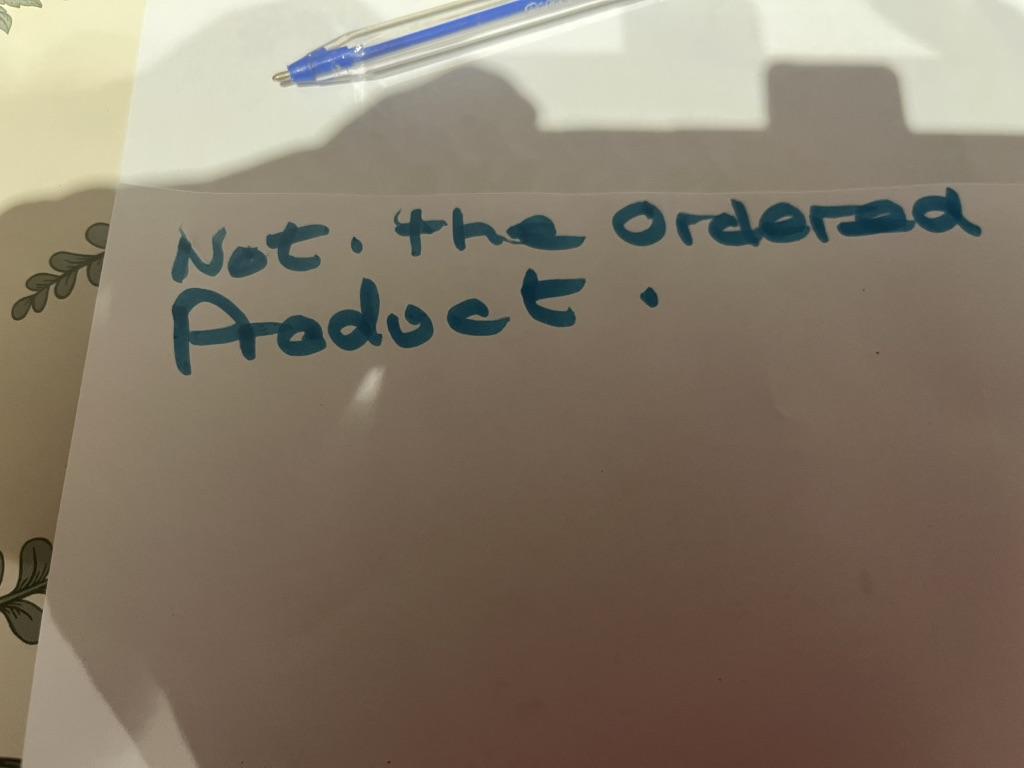 Not. the Ordered
Product.